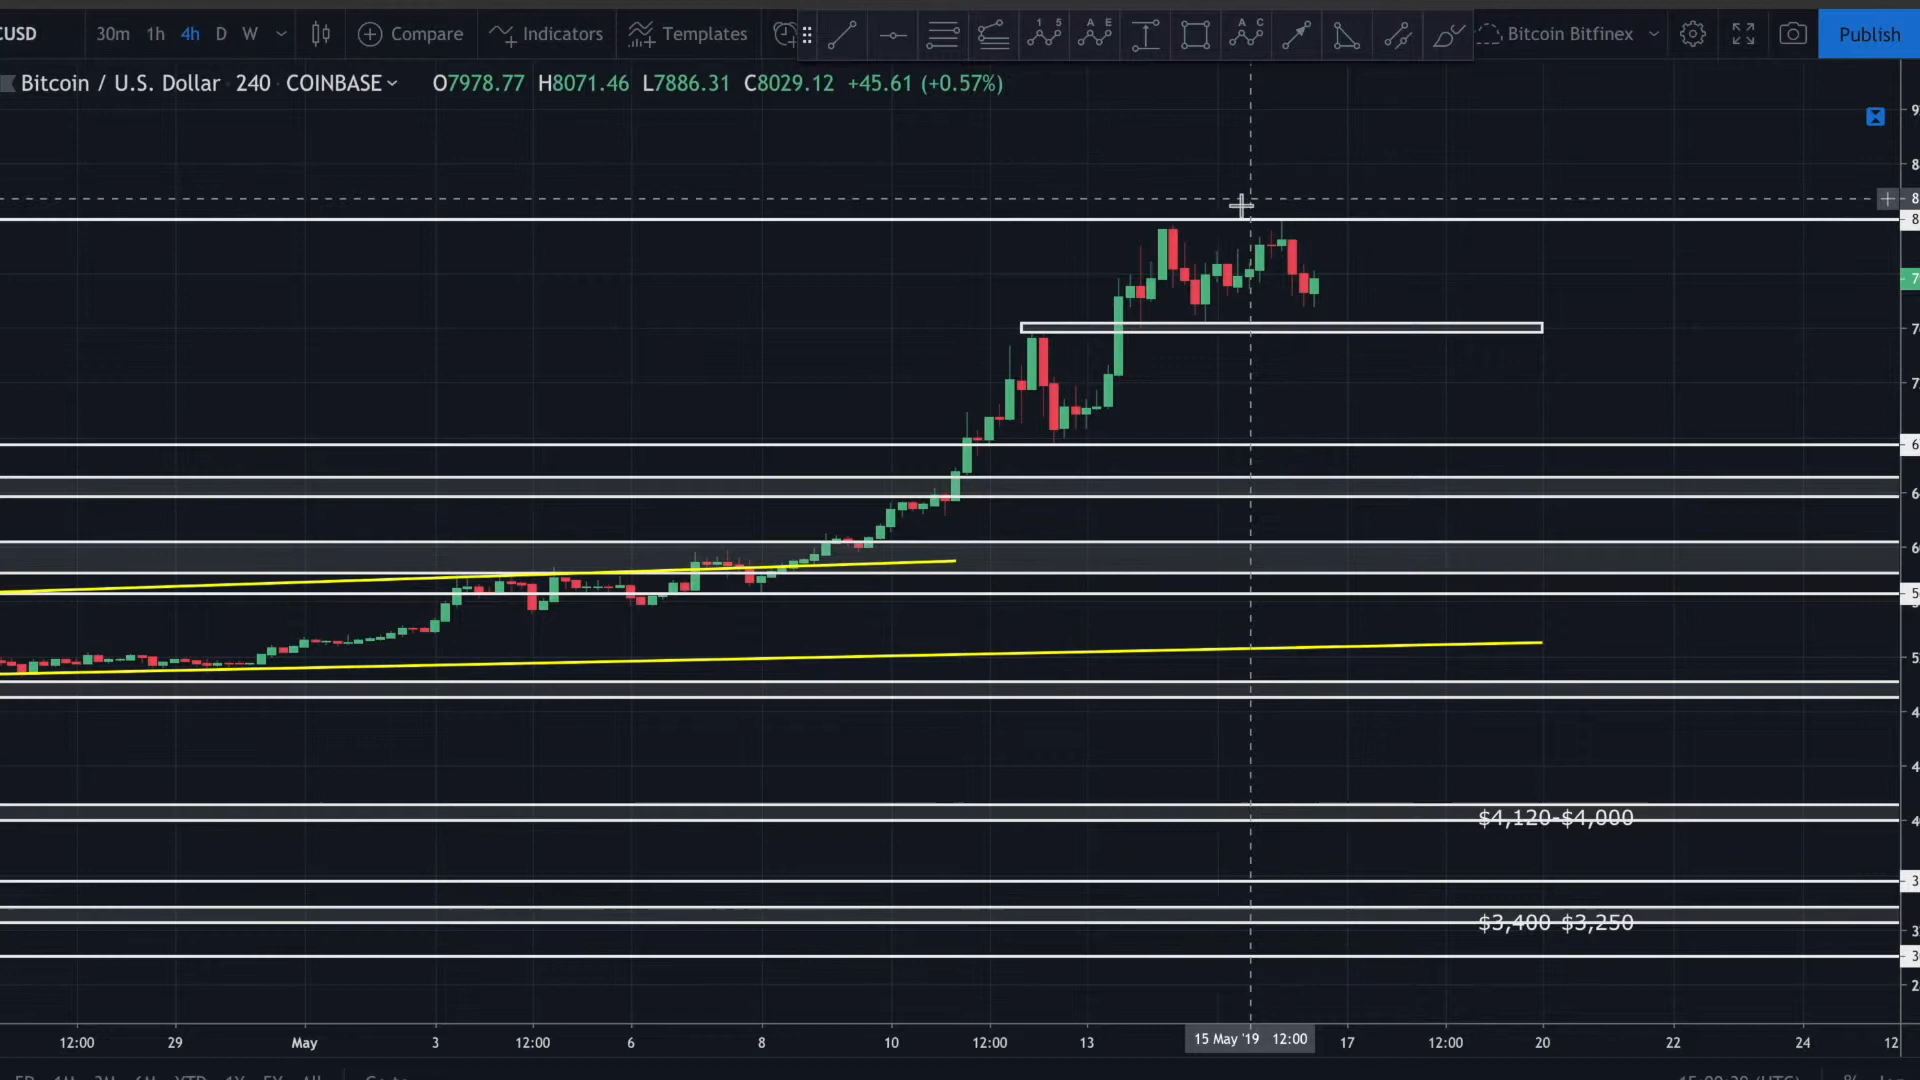 CUSD 30m 1h 4h D W Compare Indicators Templates 1 5 A E A C Bitcoin Bitfinex Publish
Bitcoin / U.S. Dollar 240 COINBASE O7978.77 H8071.46 L7886.31 C8029.12 +45.61 (+0.57%)
$4,120-$4,000
$3,400-$3,250
12:00 29 May 3 12:00 6 8 10 12:00 13 15 May '19 12:00 17 12:00 20 22 24 12